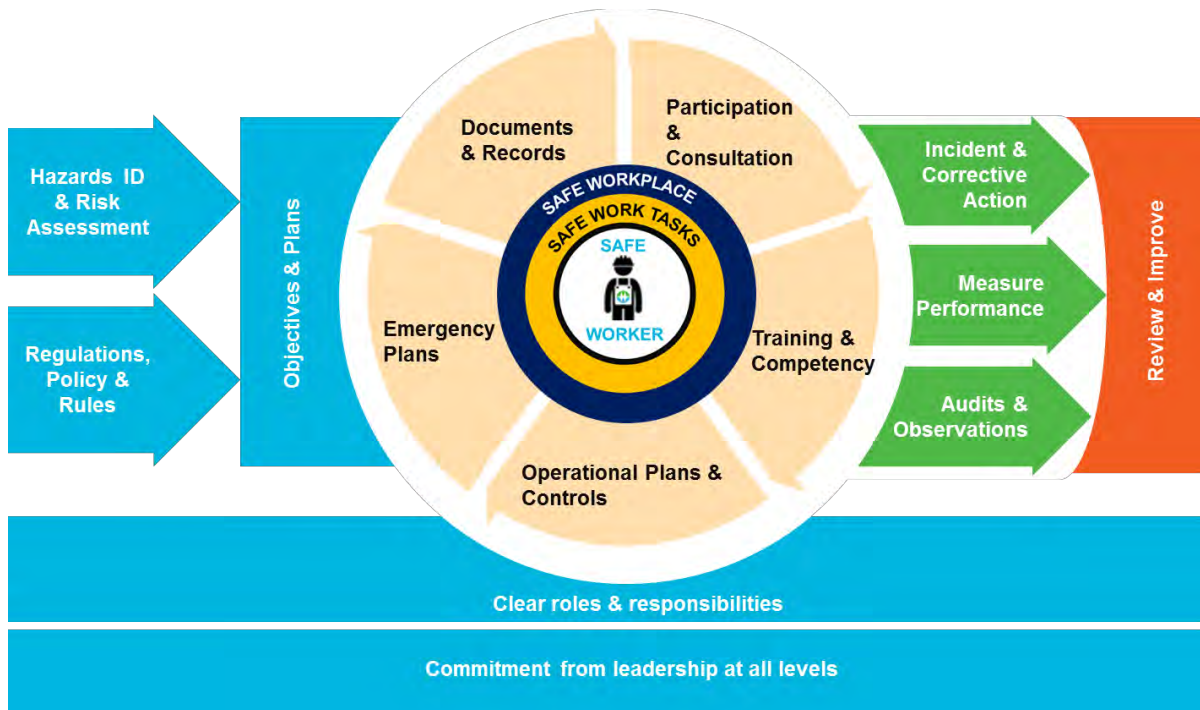 Hazards ID
& Risk
Assessment
Regulations,
Policy &
Rules
Objectives & Plans
Documents
& Records
Participation
&
Consultation
Emergency
Plans
Training &
Competency
Operational Plans &
Controls
SAFE WORKPLACE
SAFE WORK TASKS
SAFE
WORKER
Incident &
Corrective
Action
Measure
Performance
Audits &
Observations
Review & Improve
Clear roles & responsibilities
Commitment from leadership at all levels